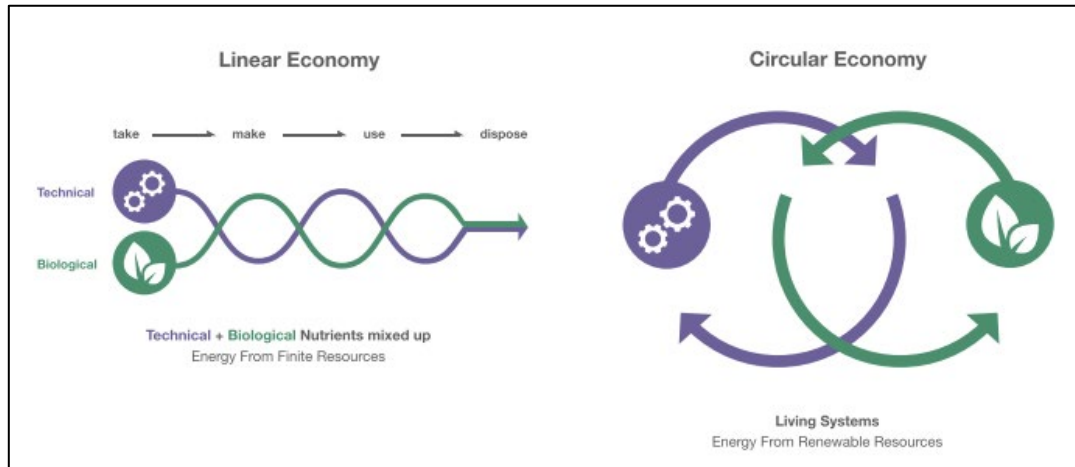 Linear Economy
take make use dispose
Technical
Biological
Technical + Biological Nutrients mixed up
Energy From Finite Resources
Circular Economy
Living Systems
Energy From Renewable Resources